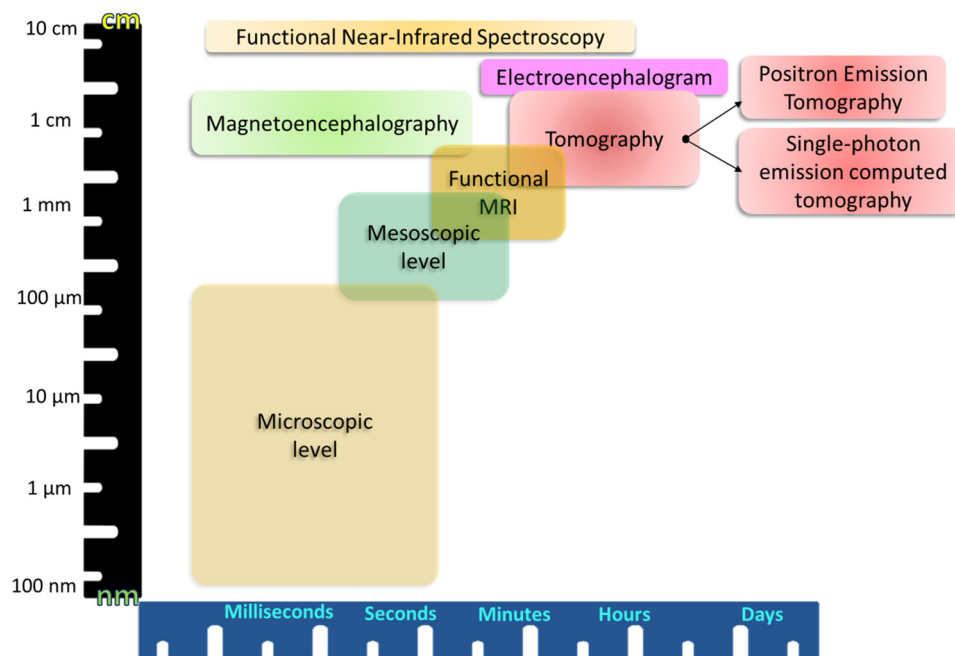 cm
10 cm
Functional Near-Infrared Spectroscopy
Electroencephalogram
Positron Emission
Tomography
1 cm
Magnetoencephalography
Tomography
Single-photon
emission computed
tomography
Functional
MRI
1 mm
Mesoscopic
level
100 µm
10 µm
Microscopic
level
1 µm
100 nm
nm
Milliseconds
Seconds
Minutes
Hours
Days